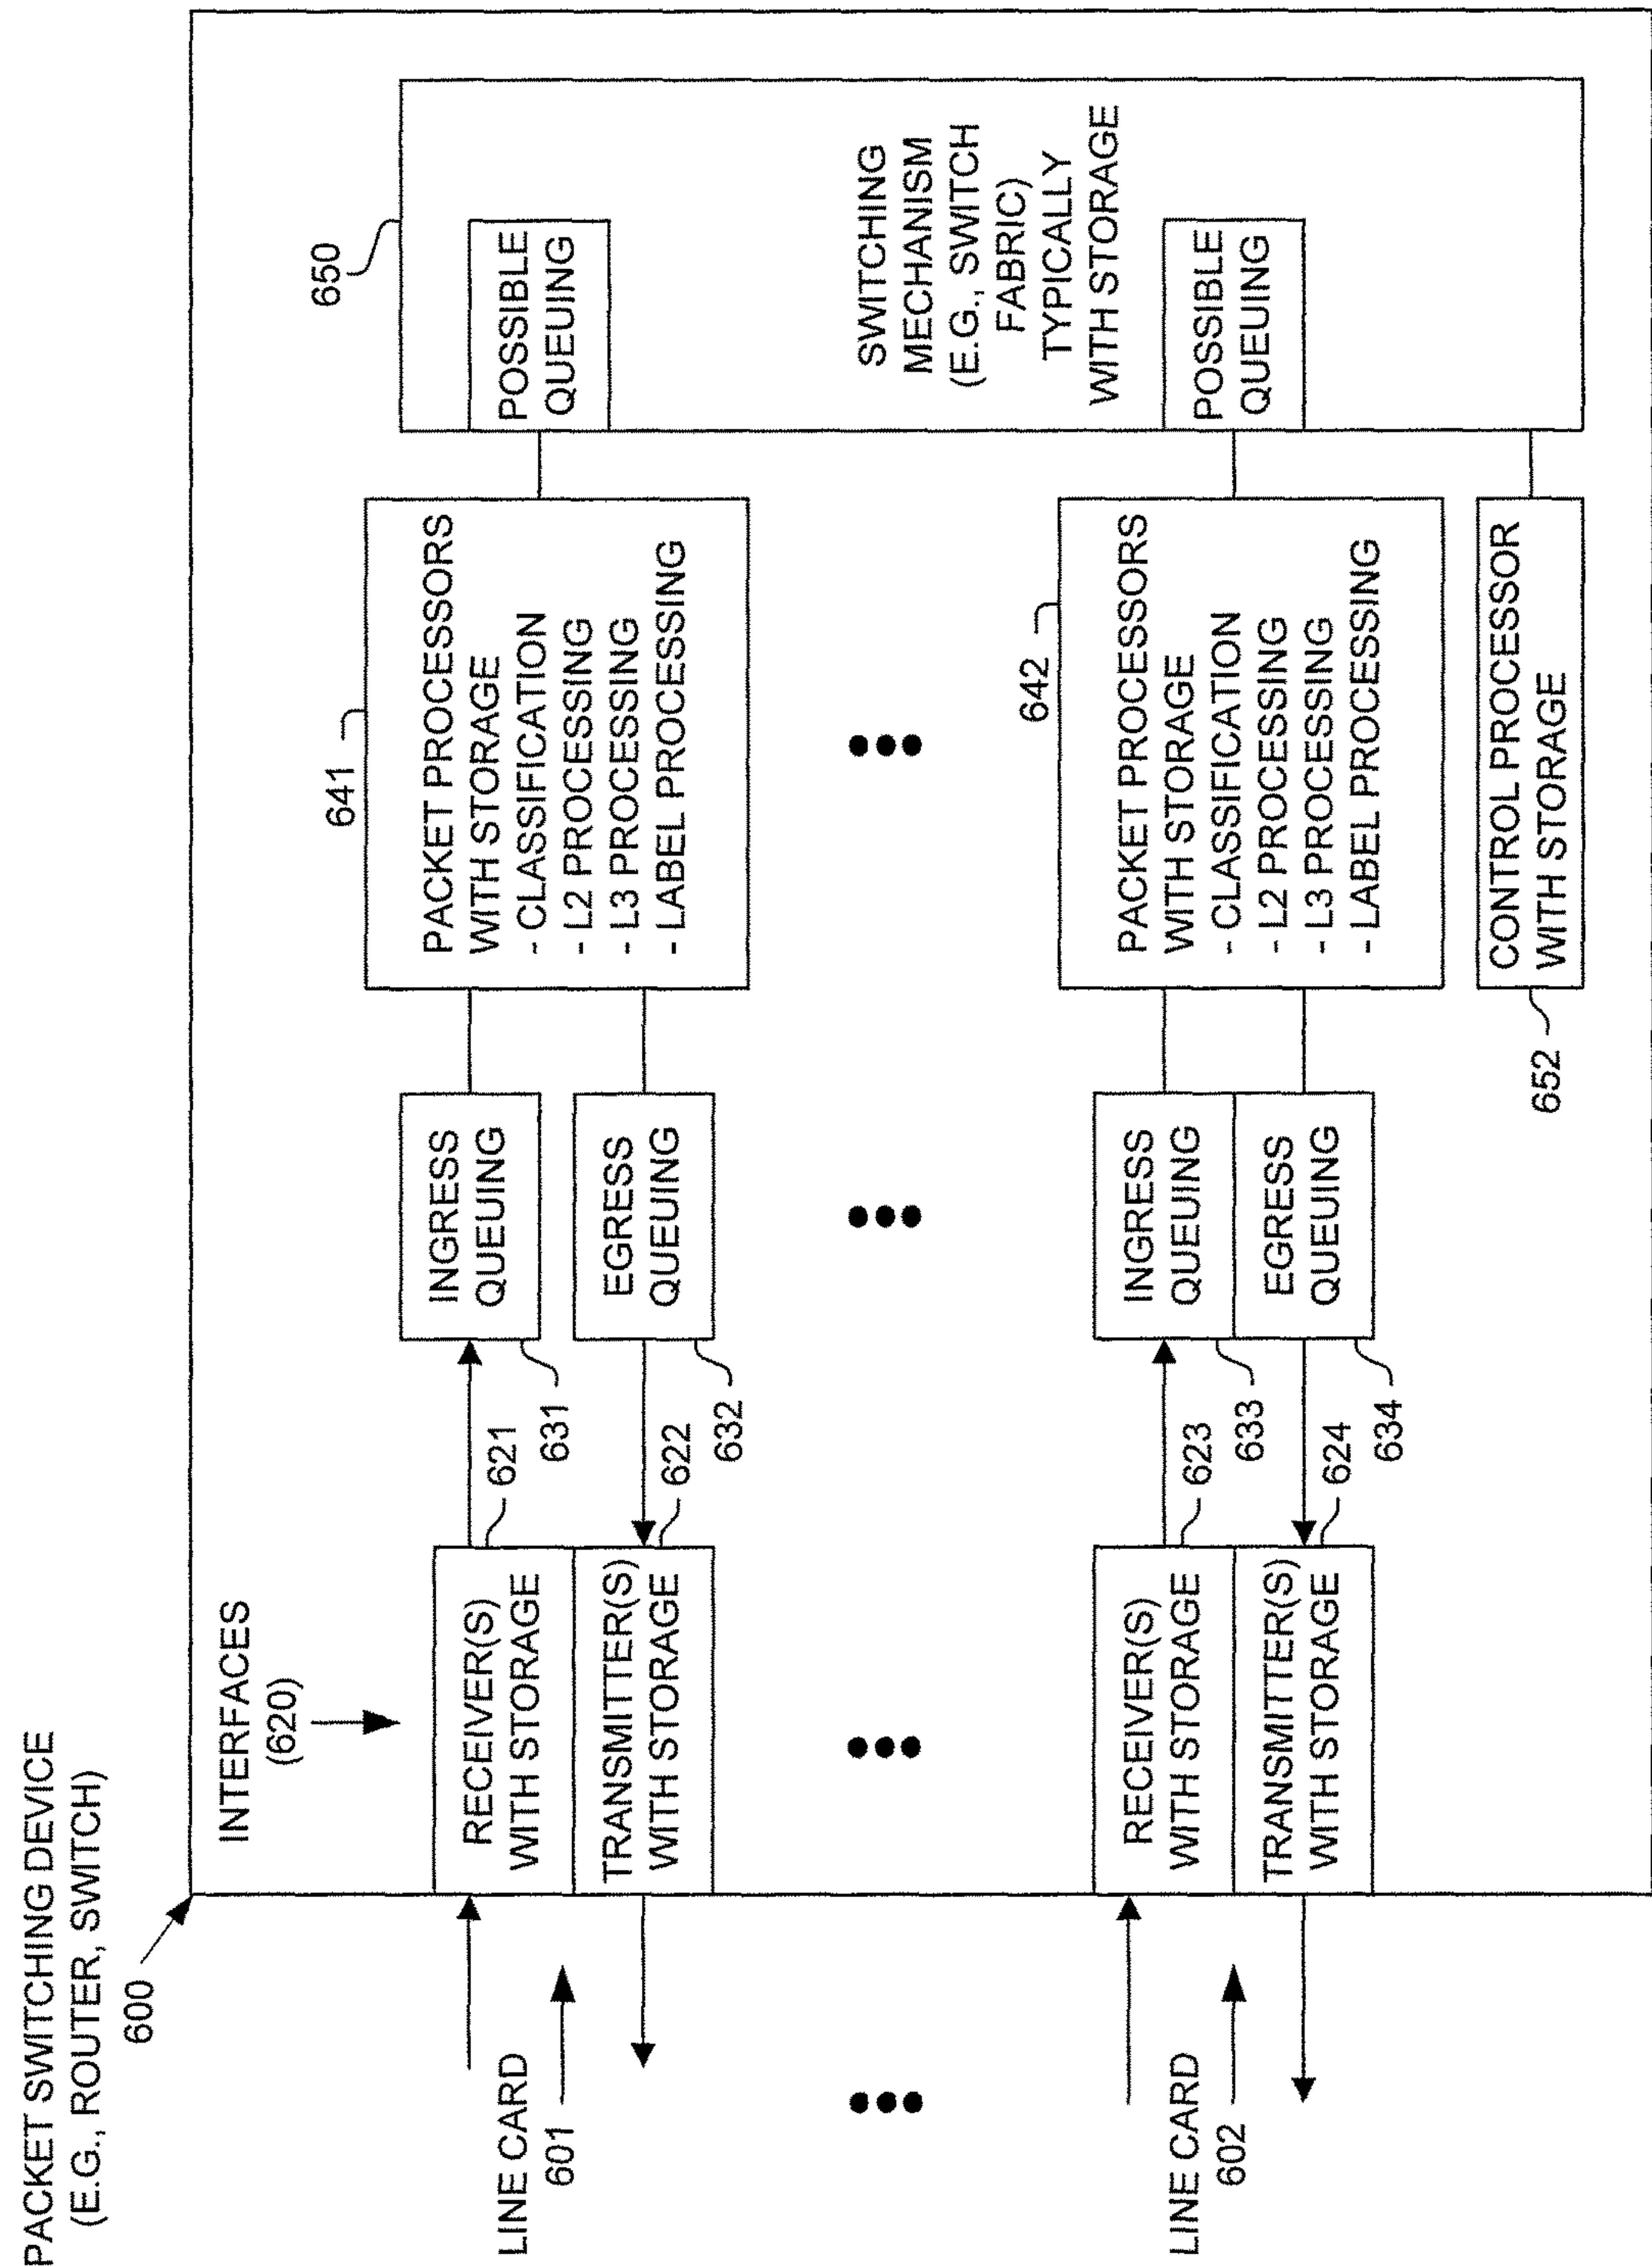 PACKET SWITCHING DEVICE
(E.G., ROUTER, SWITCH)
600
INTERFACES
(620)
LINE CARD
601
RECEIVER(S)
WITH STORAGE
621
TRANSMITTER(S)
WITH STORAGE
622
INGRESS
QUEUING
631
EGRESS
QUEUING
632
641
PACKET PROCESSORS
WITH STORAGE
- CLASSIFICATION
- L2 PROCESSING
- L3 PROCESSING
- LABEL PROCESSING
650
POSSIBLE
QUEUING
SWITCHING
MECHANISM
(E.G., SWITCH
FABRIC)
TYPICALLY
WITH STORAGE
POSSIBLE
QUEUING
LINE CARD
602
RECEIVER(S)
WITH STORAGE
623
TRANSMITTER(S)
WITH STORAGE
624
INGRESS
QUEUING
633
EGRESS
QUEUING
634
642
PACKET PROCESSORS
WITH STORAGE
- CLASSIFICATION
- L2 PROCESSING
- L3 PROCESSING
- LABEL PROCESSING
CONTROL PROCESSOR
WITH STORAGE
652